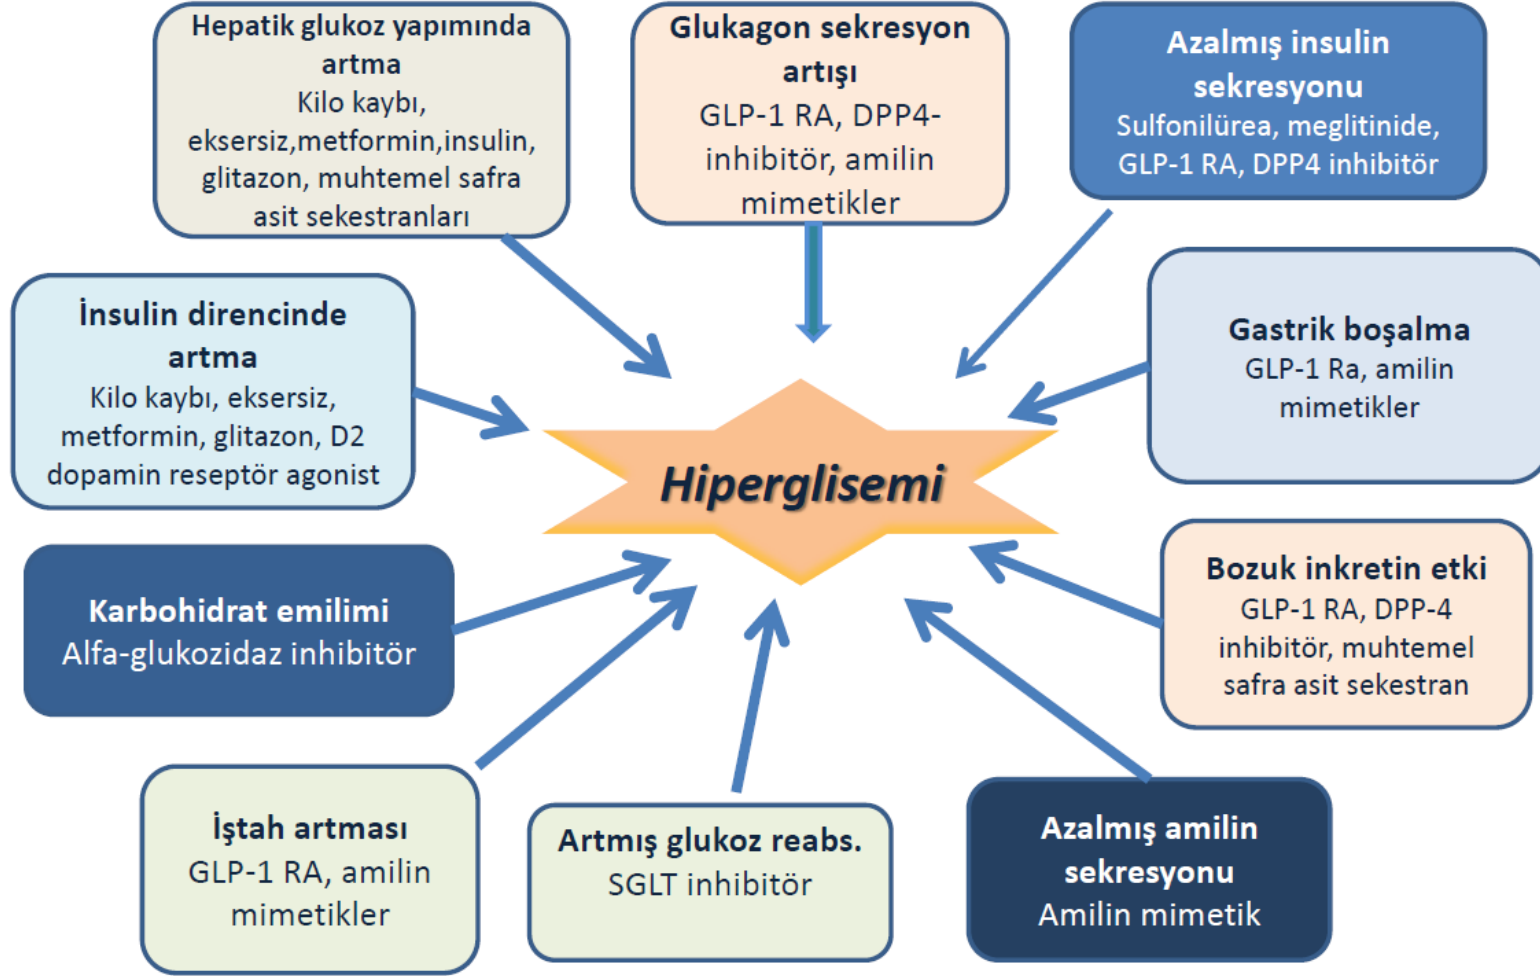 Hepatik glukoz yapımında
artma
Kilo kaybı,
eksersiz,metformin,insulin,
glitazon, muhtemel safra
asit sekestranları
Glukagon sekresyon
artışı
GLP-1 RA, DPP4-
inhibitör, amilin
mimetikler
Azalmış insulin
sekresyonu
Sulfonilürea, meglitinide,
GLP-1 RA, DPP4 inhibitör
İnsulin direncinde
artma
Kilo kaybı, eksersiz,
metformin, glitazon, D2
dopamin reseptör agonist
Gastrik boşalma
GLP-1 Ra, amilin
mimetikler
Hiperglisemi
Karbohidrat emilimi
Alfa-glukozidaz inhibitör
Bozuk inkretin etki
GLP-1 RA, DPP-4
inhibitör, muhtemel
safra asit sekestran
İştah artması
GLP-1 RA, amilin
mimetikler
Artmış glukoz reabs.
SGLT inhibitör
Azalmış amilin
sekresyonu
Amilin mimetik